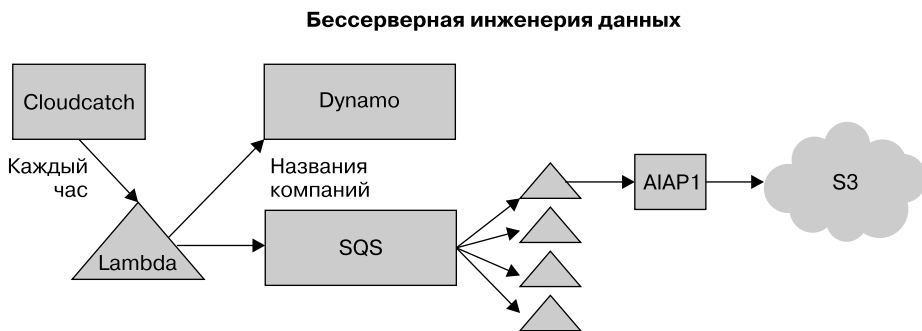 Бессерверная инженерия данных
Cloudcatch
Dynamo
Каждый
час
Названия
компаний
Lambda
SQS
AIAP1
S3